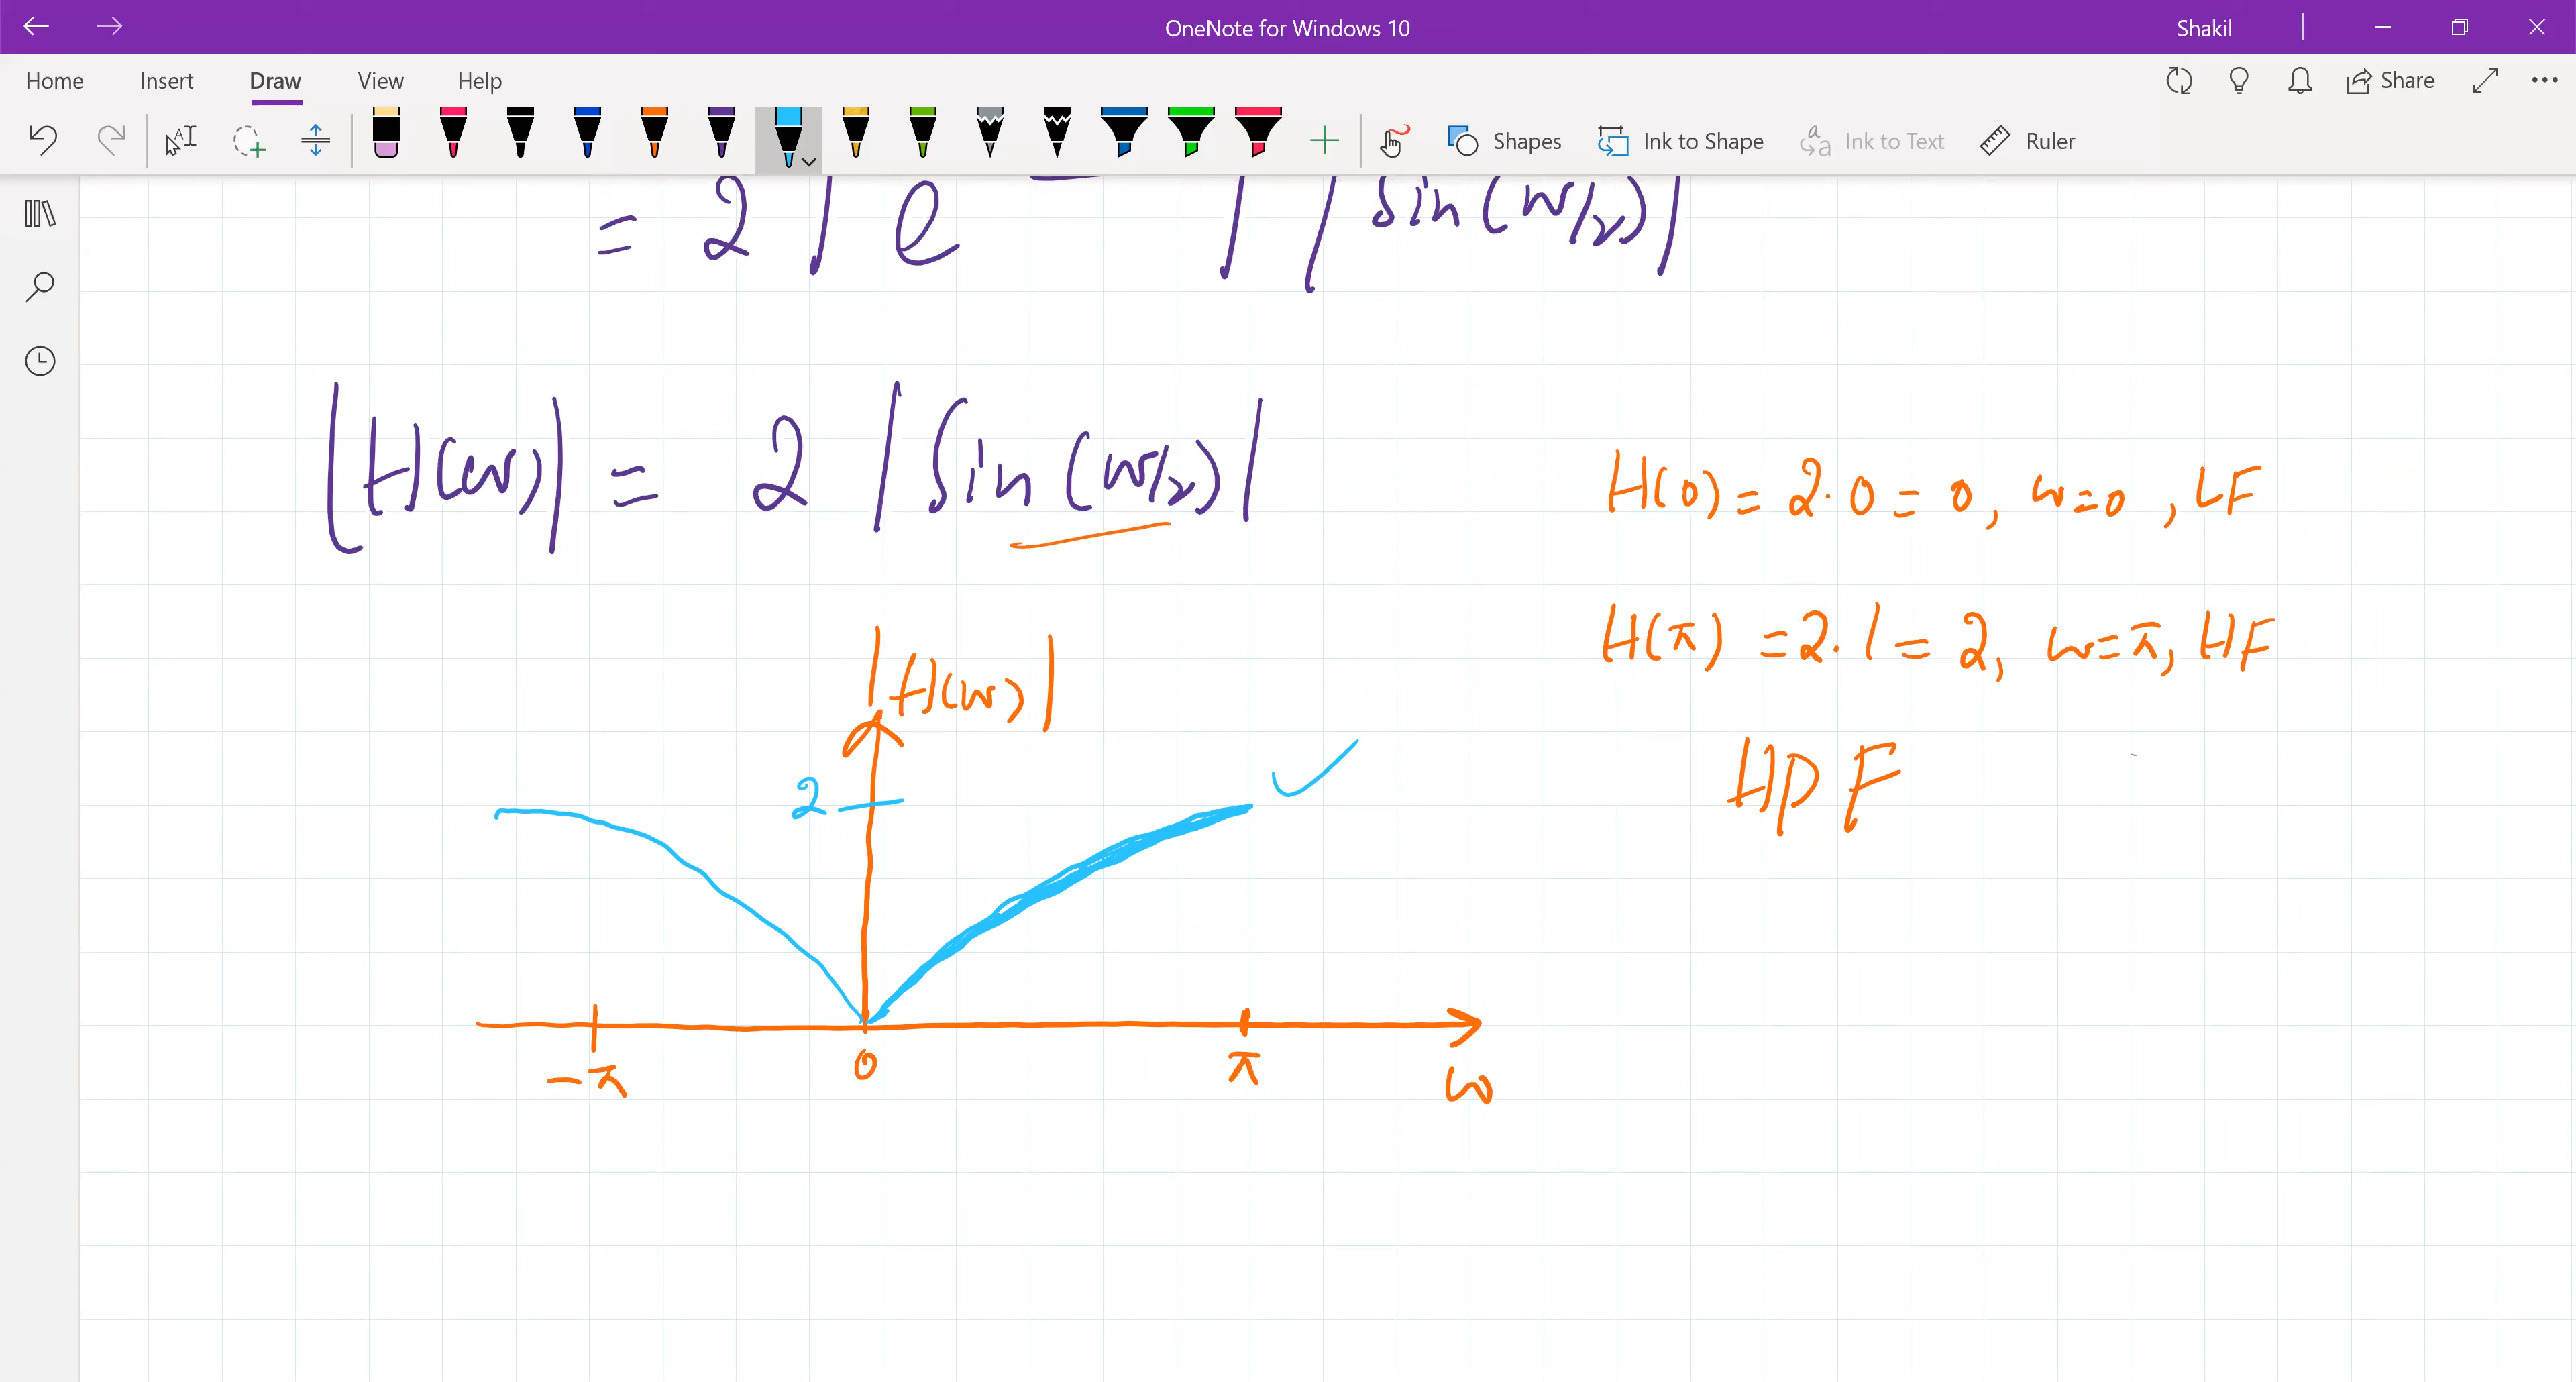 OneNote for Windows 10
Shakil
Home Insert Draw View Help
Share
Shapes Ink to Shape Ink to Text Ruler
= 2 | e | | sin(w/2) |
|H(w)| = 2 |Sin(w/2)|
H(0) = 2·0 = 0, w=0, LF
H(π) = 2·1 = 2, w=π, HF
HPF
|H(w)|
2
-π 0 π w